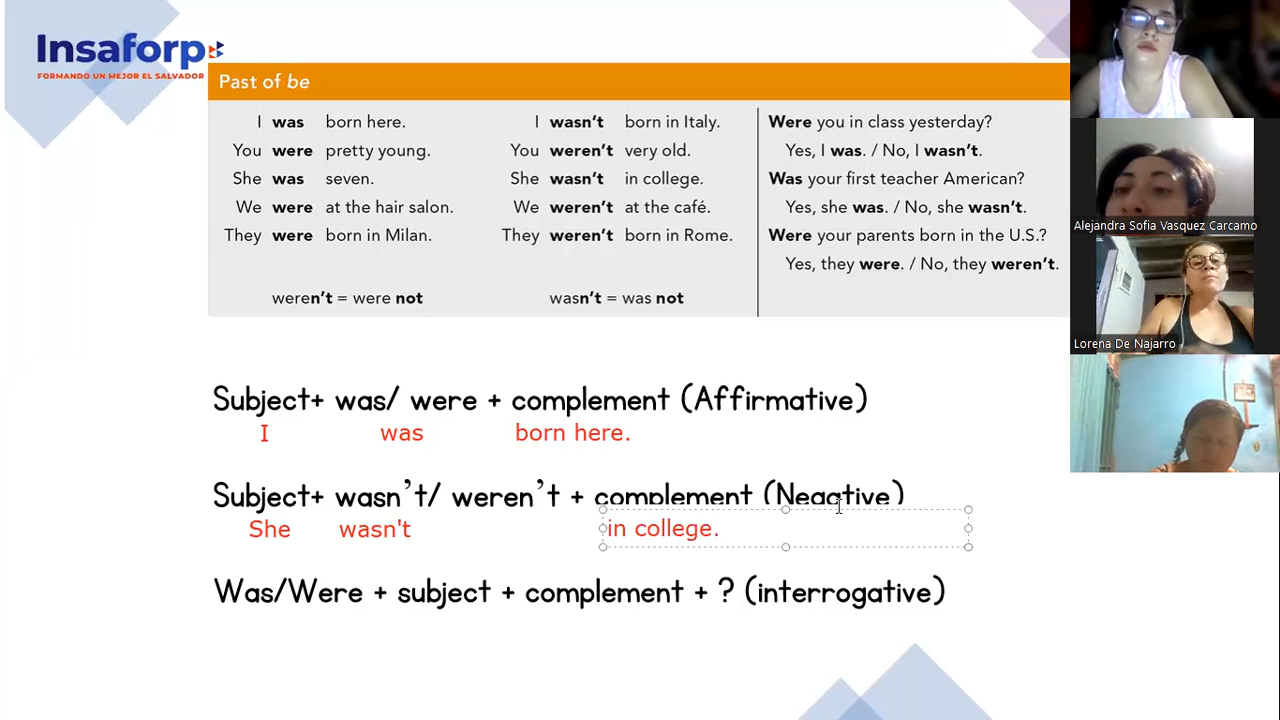 Insaforp
FORMANDO UN MEJOR EL SALVADOR
Past of be
I was born here.
You were pretty young.
She was seven.
We were at the hair salon.
They were born in Milan.
weren't = were not
I wasn't born in Italy.
You weren't very old.
She wasn't in college.
We weren't at the café.
They weren't born in Rome.
wasn't = was not
Were you in class yesterday?
Yes, I was. / No, I wasn't.
Was your first teacher American?
Yes, she was. / No, she wasn't.
Were your parents born in the U.S.?
Yes, they were. / No, they weren't.
Subject+ was/ were + complement (Affirmative)
I was born here.
Subject+ wasn't/ weren't + complement (Negative)
She wasn't in college.
Was/Were + subject + complement + ? (interrogative)
Alejandra Sofia Vasquez Carcamo
Lorena De Najarro